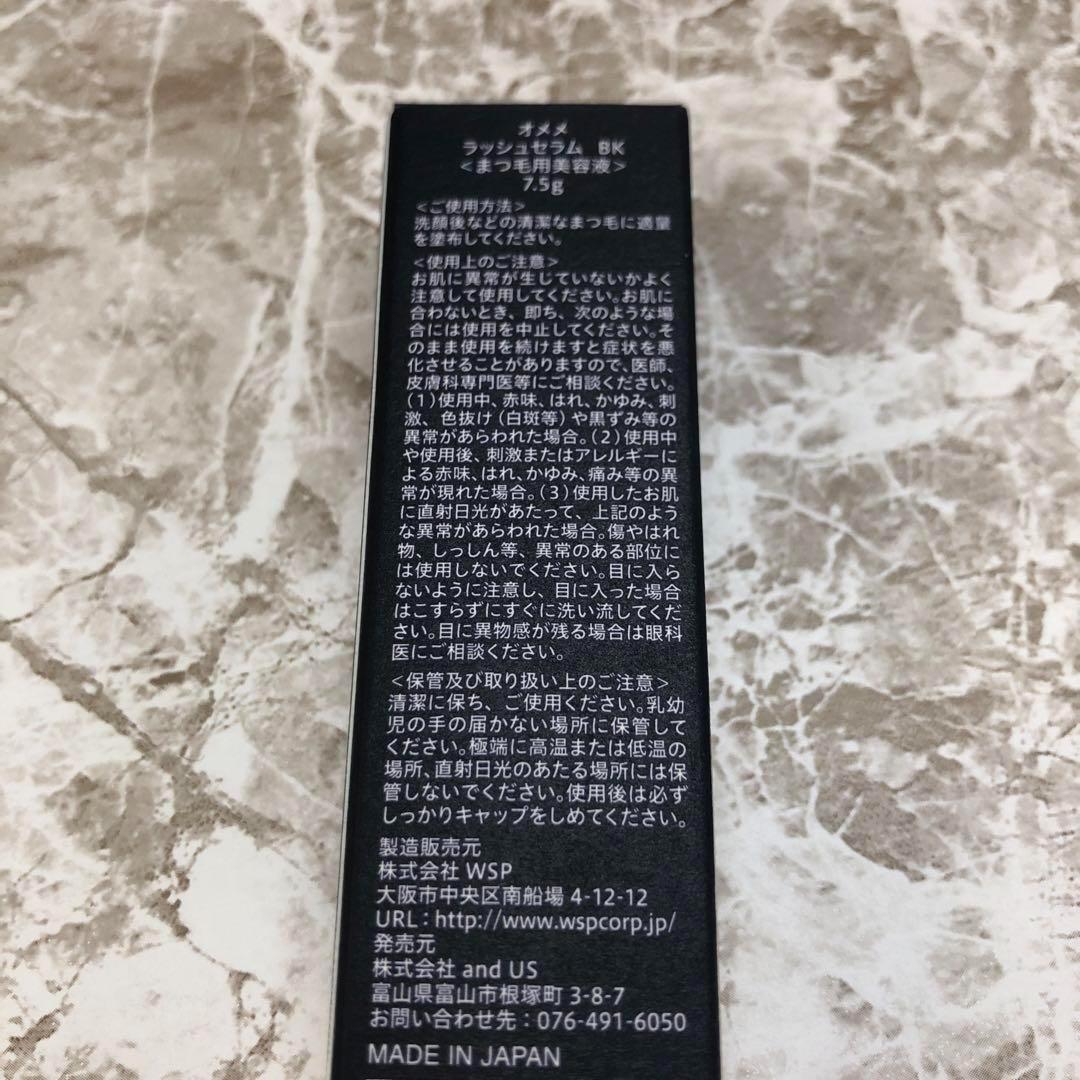 オメメ
ラッシュセラム BK
＜まつ毛用美容液＞
7.5g
＜ご使用方法＞
洗顔後などの清潔なまつ毛に適量
を塗布してください。
＜使用上のご注意＞
お肌に異常が生じていないかよく
注意して使用してください。お肌に
合わないとき、即ち、次のような場
合には使用を中止してください。そ
のまま使用を続けますと症状を悪
化させることがありますので、医師、
皮膚科専門医等にご相談ください。
（1）使用中、赤味、はれ、かゆみ、刺
激、色抜け（白斑等）や黒ずみ等の
異常があらわれた場合。（2）使用中
や使用後、刺激またはアレルギーに
よる赤味、はれ、かゆみ、痛み等の異
常が現れた場合。（3）使用したお肌
に直射日光があたって、上記のよう
な異常があらわれた場合。傷やはれ
物、しっしん等、異常のある部位に
は使用しないでください。目に入ら
ないように注意し、目に入った場合
はこすらずにすぐに洗い流してくだ
さい。目に異物感が残る場合は眼科
医にご相談ください。
＜保管及び取り扱い上のご注意＞
清潔に保ち、ご使用ください。乳幼
児の手の届かない場所に保管して
ください。極端に高温または低温の
場所、直射日光のあたる場所には保
管しないでください。使用後は必ず
しっかりキャップをしめてください。
製造販売元
株式会社 WSP
大阪市中央区南船場 4-12-12
URL：http://www.wspcorp.jp/
発売元
株式会社 and US
富山県富山市根塚町 3-8-7
お問い合わせ先：076-491-6050
MADE IN JAPAN